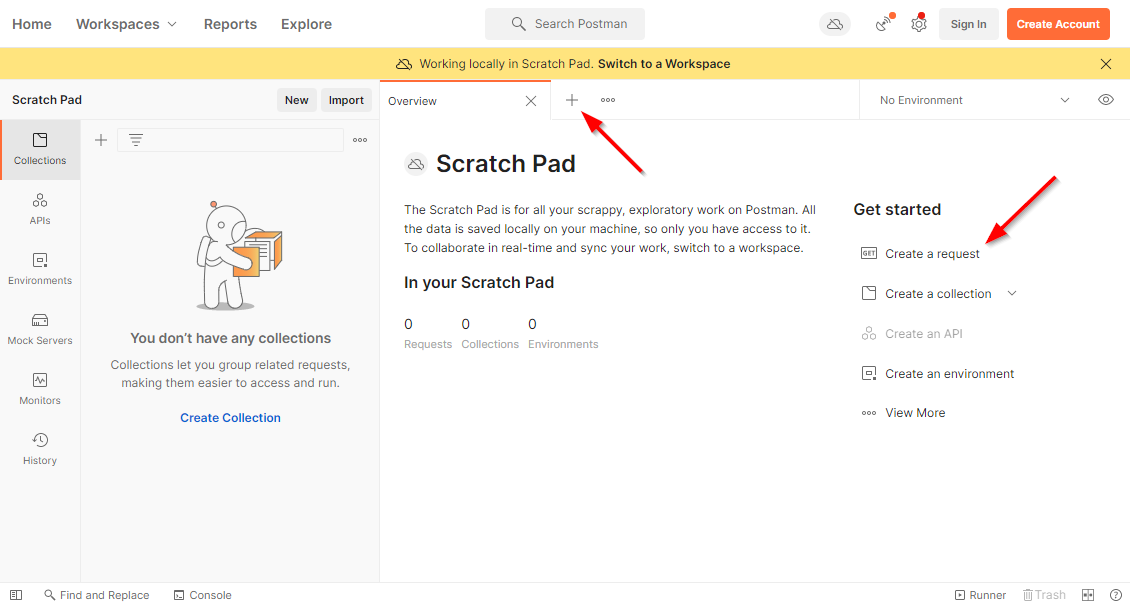 Home Workspaces Reports Explore Search Postman Sign In Create Account
Working locally in Scratch Pad. Switch to a Workspace
Scratch Pad New Import Overview No Environment
Collections
APIs
Environments
Mock Servers
Monitors
History
You don’t have any collections
Collections let you group related requests,
making them easier to access and run.
Create Collection
Scratch Pad
The Scratch Pad is for all your scrappy, exploratory work on Postman. All
the data is saved locally on your machine, so only you have access to it.
To collaborate in real-time and sync your work, switch to a workspace.
In your Scratch Pad
0 0 0
Requests Collections Environments
Get started
GET Create a request
Create a collection
Create an API
Create an environment
View More
Find and Replace Console Runner Trash